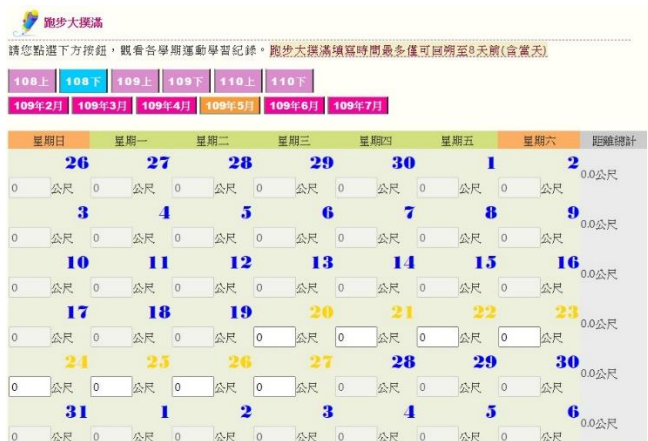 跑步大撲滿
請您點選下方按鈕，觀看各學期運動學習紀錄。跑步大撲滿填寫時間最多僅可回溯至8天前(含當天)
108上 108下 109上 109下 110上 110下
109年2月 109年3月 109年4月 109年5月 109年6月 109年7月
星期日 星期一 星期二 星期三 星期四 星期五 星期六 距離總計
26 27 28 29 30 1 2
0 公尺 0 公尺 0 公尺 0 公尺 0 公尺 0 公尺 0 公尺 0.0公尺
3 4 5 6 7 8 9
0 公尺 0 公尺 0 公尺 0 公尺 0 公尺 0 公尺 0 公尺 0.0公尺
10 11 12 13 14 15 16
0 公尺 0 公尺 0 公尺 0 公尺 0 公尺 0 公尺 0 公尺 0.0公尺
17 18 19 20 21 22 23
0 公尺 0 公尺 0 公尺 0 公尺 0 公尺 0 公尺 0 公尺 0.0公尺
24 25 26 27 28 29 30
0 公尺 0 公尺 0 公尺 0 公尺 0 公尺 0 公尺 0 公尺 0.0公尺
31 1 2 3 4 5 6
0 公尺 0 公尺 0 公尺 0 公尺 0 公尺 0 公尺 0 公尺 0.0公尺